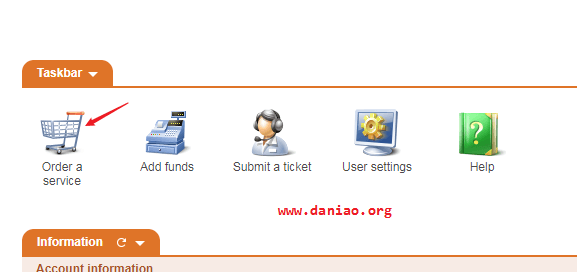 Taskbar
Order a
service
Add funds
Submit a ticket
User settings
Help
www.daniao.org
Information
Account information